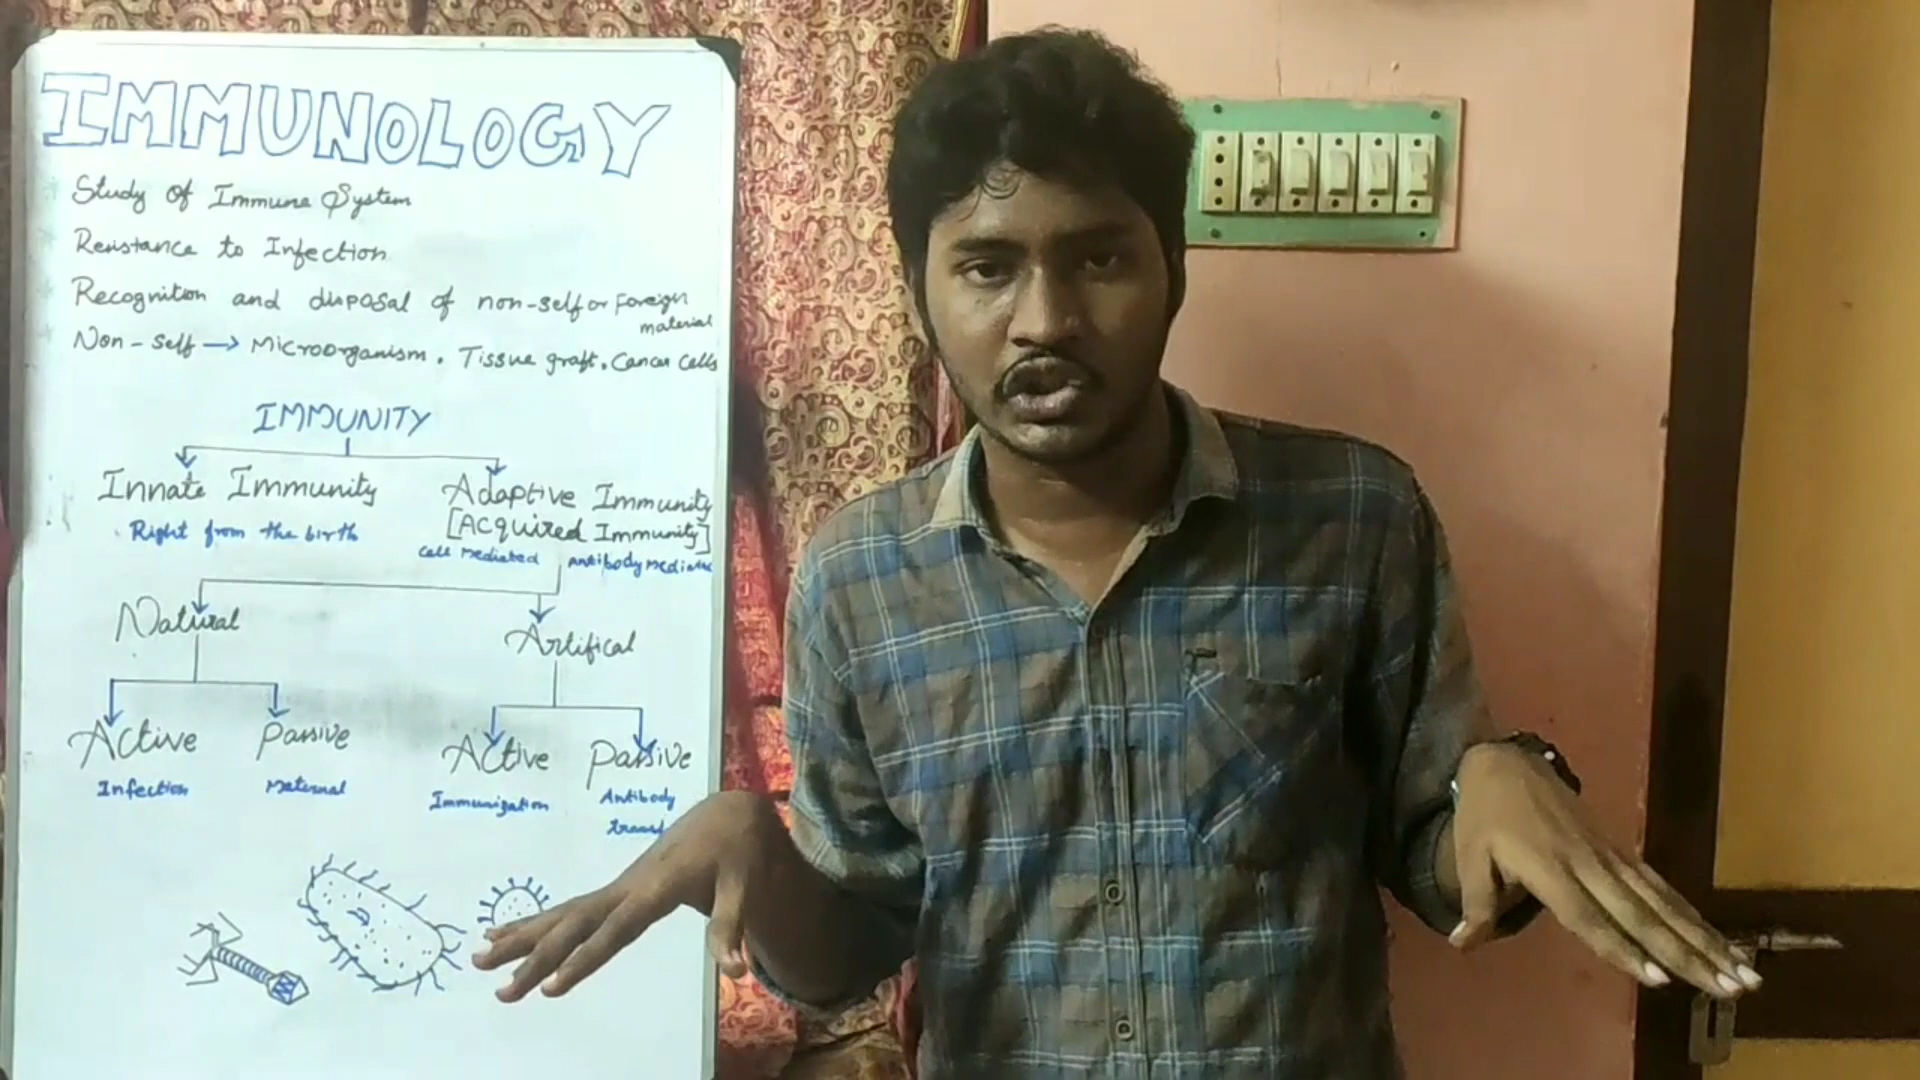 IMMUNOLOGY
Study of Immune System
Resistance to Infection
Recognition and disposal of non-self or Foreign
material
Non-self → Microorganism. Tissue graft. Cancer cells
IMMUNITY
Innate Immunity Adaptive Immunity
[Acquired Immunity]
Right from the birth
cell mediated antibody
Natural Artifical
Active Passive Active Passive
Infection Maternal Immunization Antibody